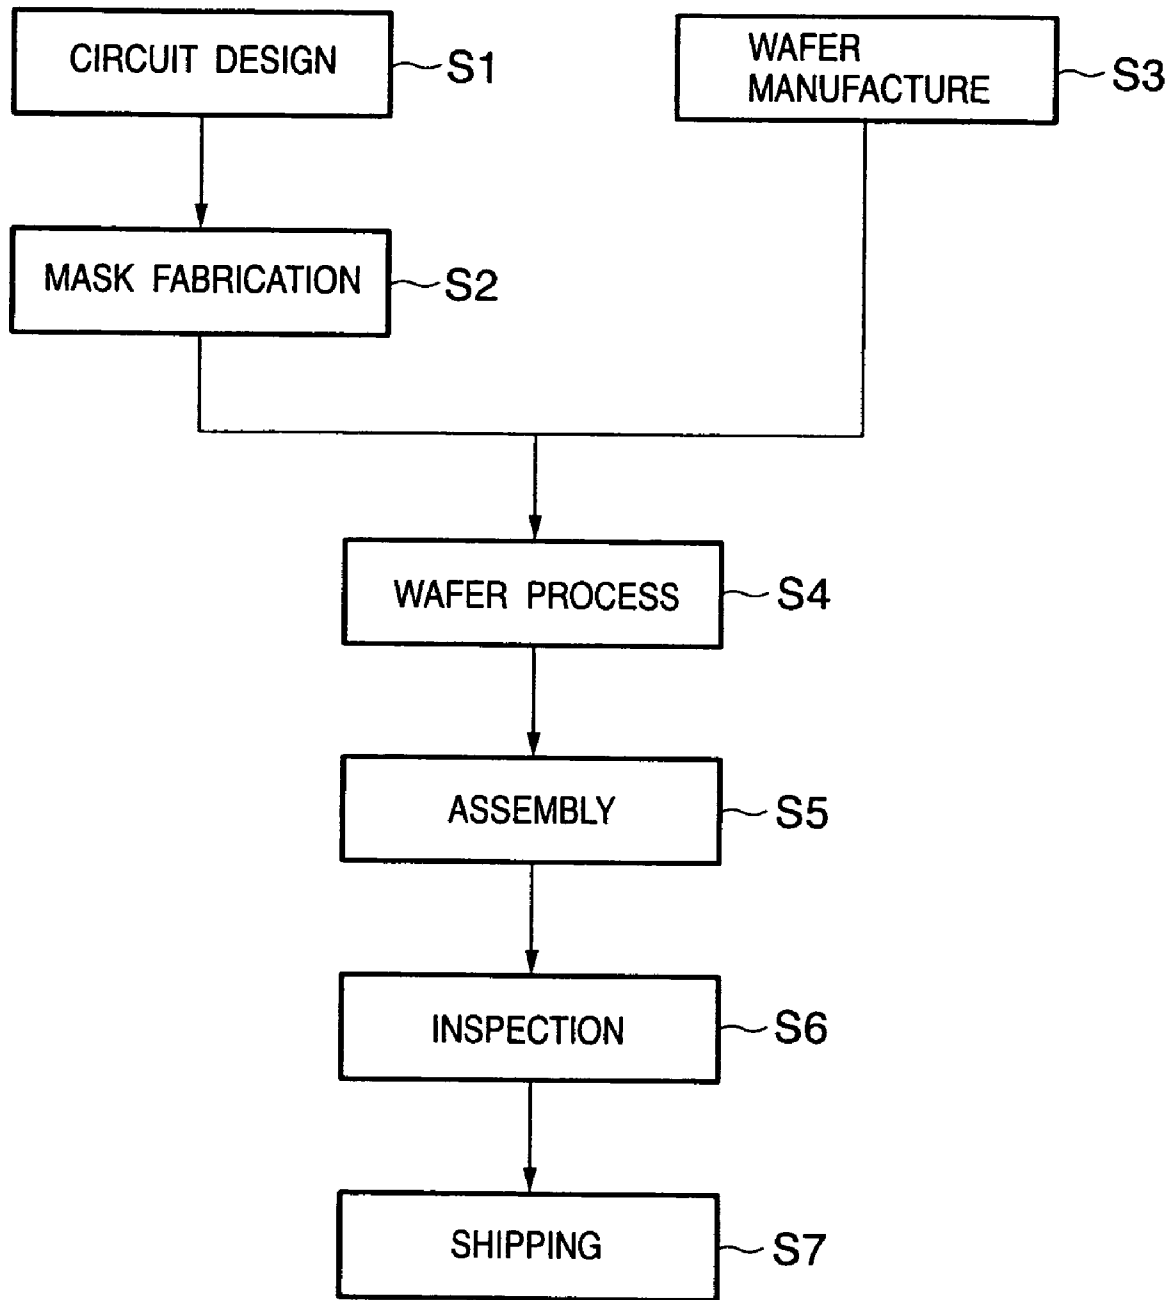 CIRCUIT DESIGN
S1
WAFER
MANUFACTURE
S3
MASK FABRICATION
S2
WAFER PROCESS
S4
ASSEMBLY
S5
INSPECTION
S6
SHIPPING
S7